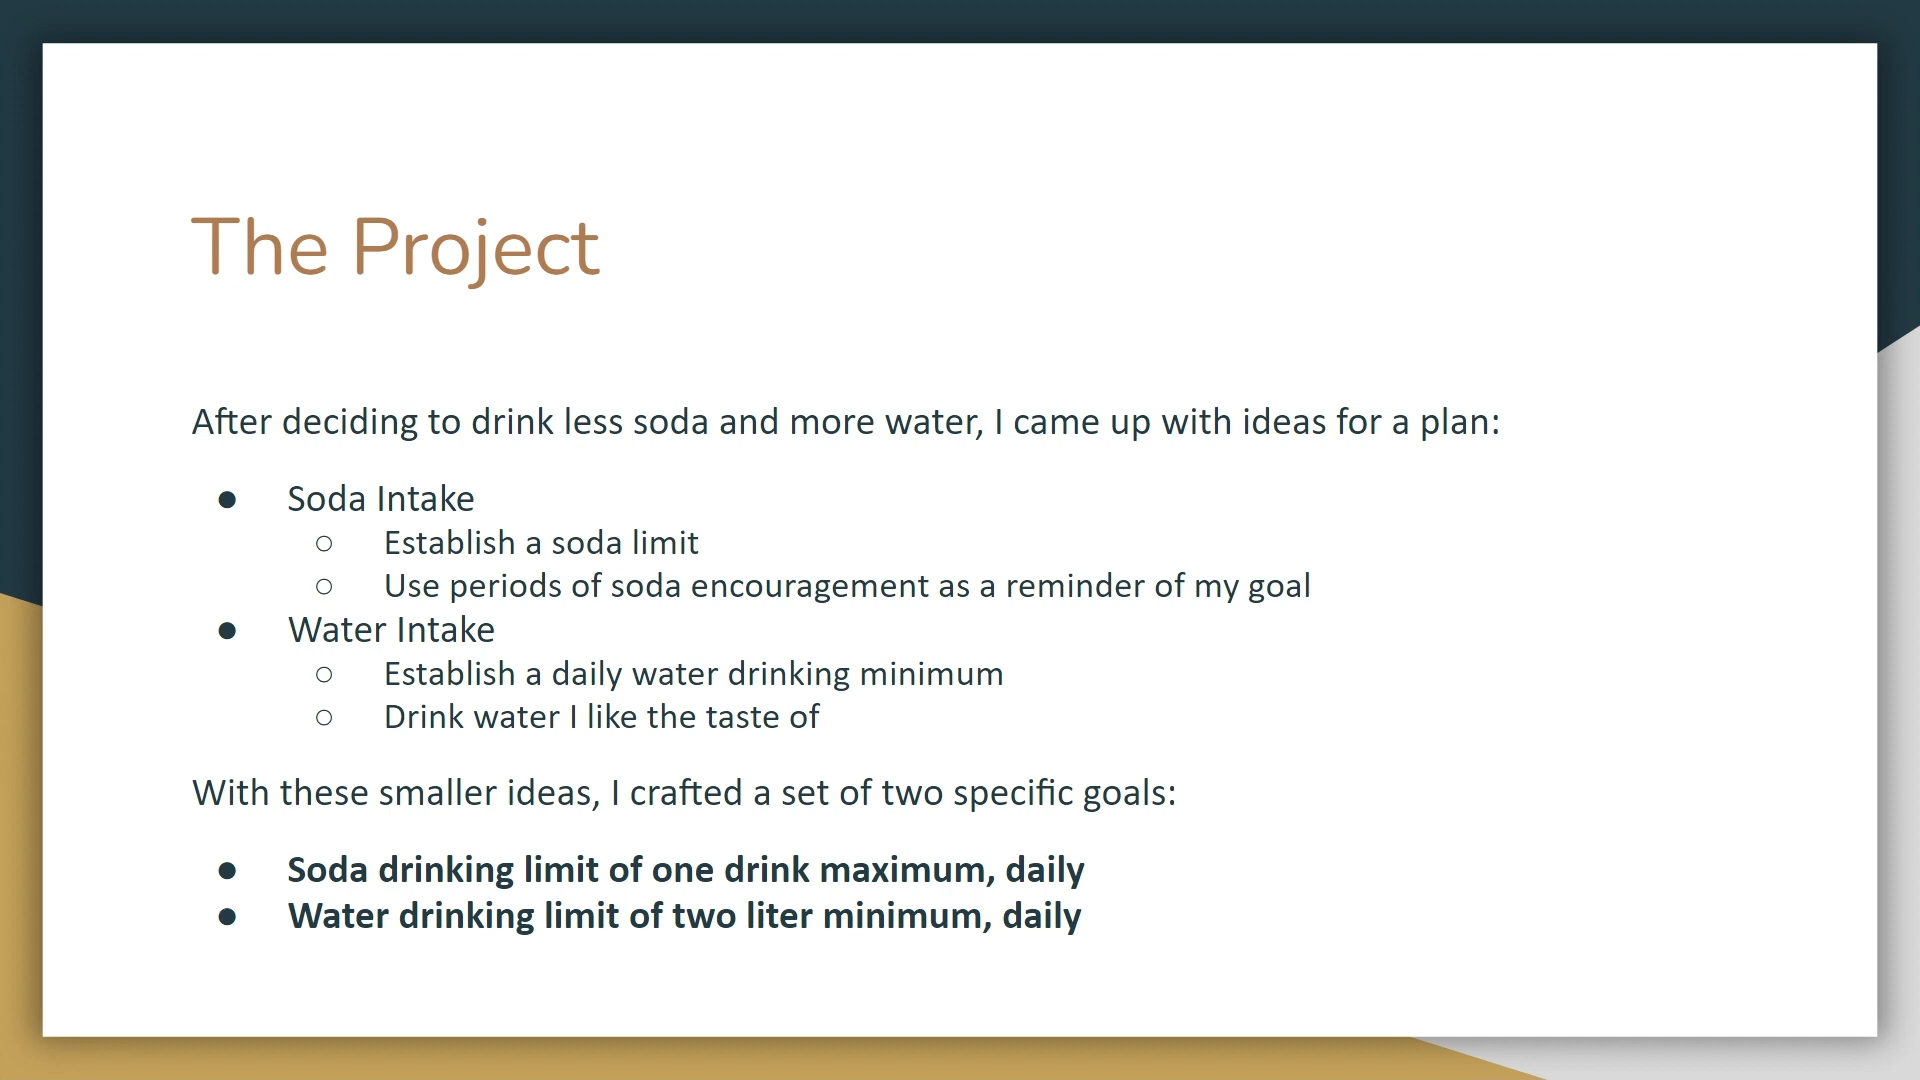 The Project
After deciding to drink less soda and more water, I came up with ideas for a plan:
● Soda Intake
○ Establish a soda limit
○ Use periods of soda encouragement as a reminder of my goal
● Water Intake
○ Establish a daily water drinking minimum
○ Drink water I like the taste of
With these smaller ideas, I crafted a set of two specific goals:
● Soda drinking limit of one drink maximum, daily
● Water drinking limit of two liter minimum, daily